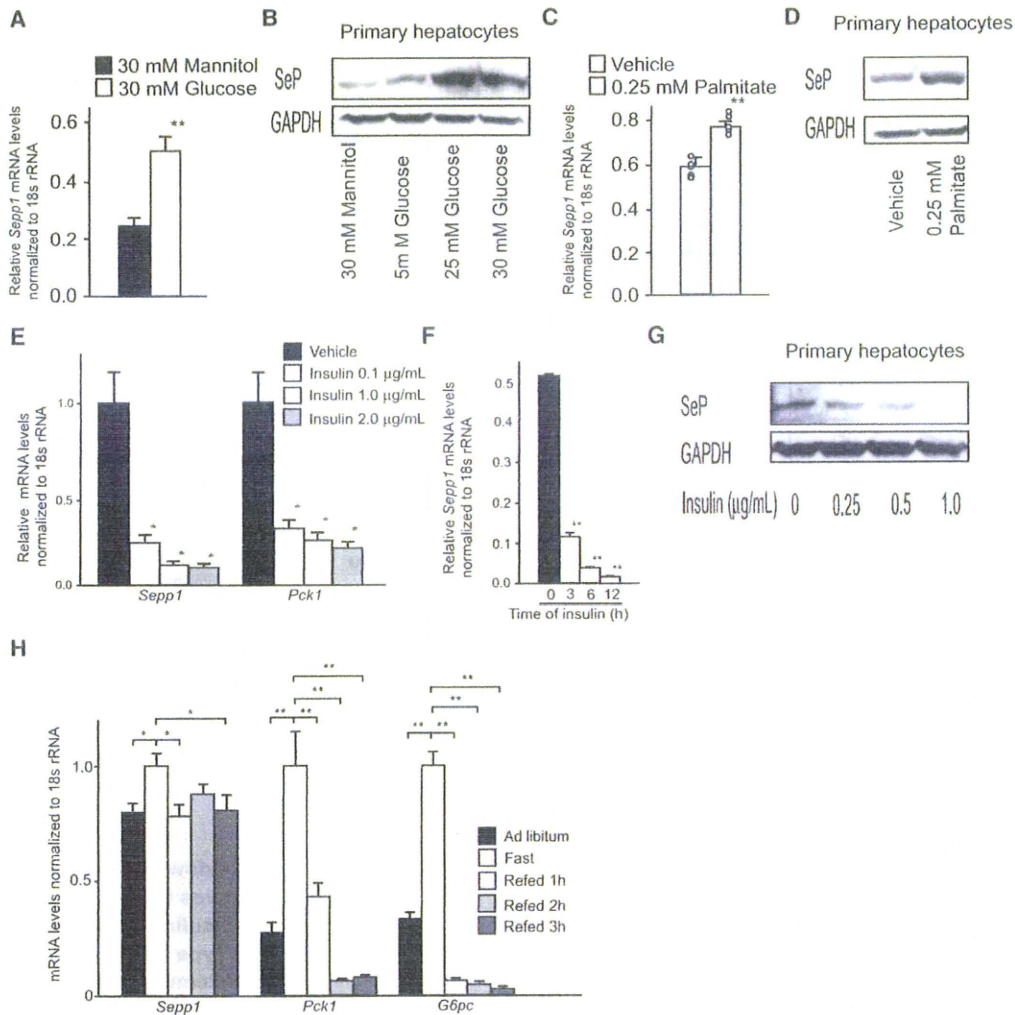 A
30 mM Mannitol
30 mM Glucose
Relative Sepp1 mRNA levels
normalized to 18s rRNA
0.6
**
0.4
0.2
0.0
B
Primary hepatocytes
SeP
GAPDH
30 mM Mannitol
5m M Glucose
25 mM Glucose
30 mM Glucose
C
Vehicle
0.25 mM Palmitate
Relative Sepp1 mRNA levels
normalized to 18s rRNA
**
0.8
0.6
0.4
0.2
0.0
D
Primary hepatocytes
SeP
GAPDH
Vehicle
0.25 mM
Palmitate
E
Vehicle
Insulin 0.1 μg/mL
Insulin 1.0 μg/mL
Insulin 2.0 μg/mL
Relative mRNA levels
normalized to 18s rRNA
1.0
0.5
0.0
* * *
* * *
Sepp1 Pck1
F
Relative Sepp1 mRNA levels
normalized to 18s rRNA
0.5
0.4
0.3
0.2
0.1
0.0
** ** **
0 3 6 12
Time of insulin (h)
G
Primary hepatocytes
SeP
GAPDH
Insulin (μg/mL) 0 0.25 0.5 1.0
H
mRNA levels normalized to 18s rRNA
1.0
0.5
0
*
* *
**
**
** **
**
**
** **
Ad libitum
Fast
Refed 1h
Refed 2h
Refed 3h
Sepp1 Pck1 G6pc